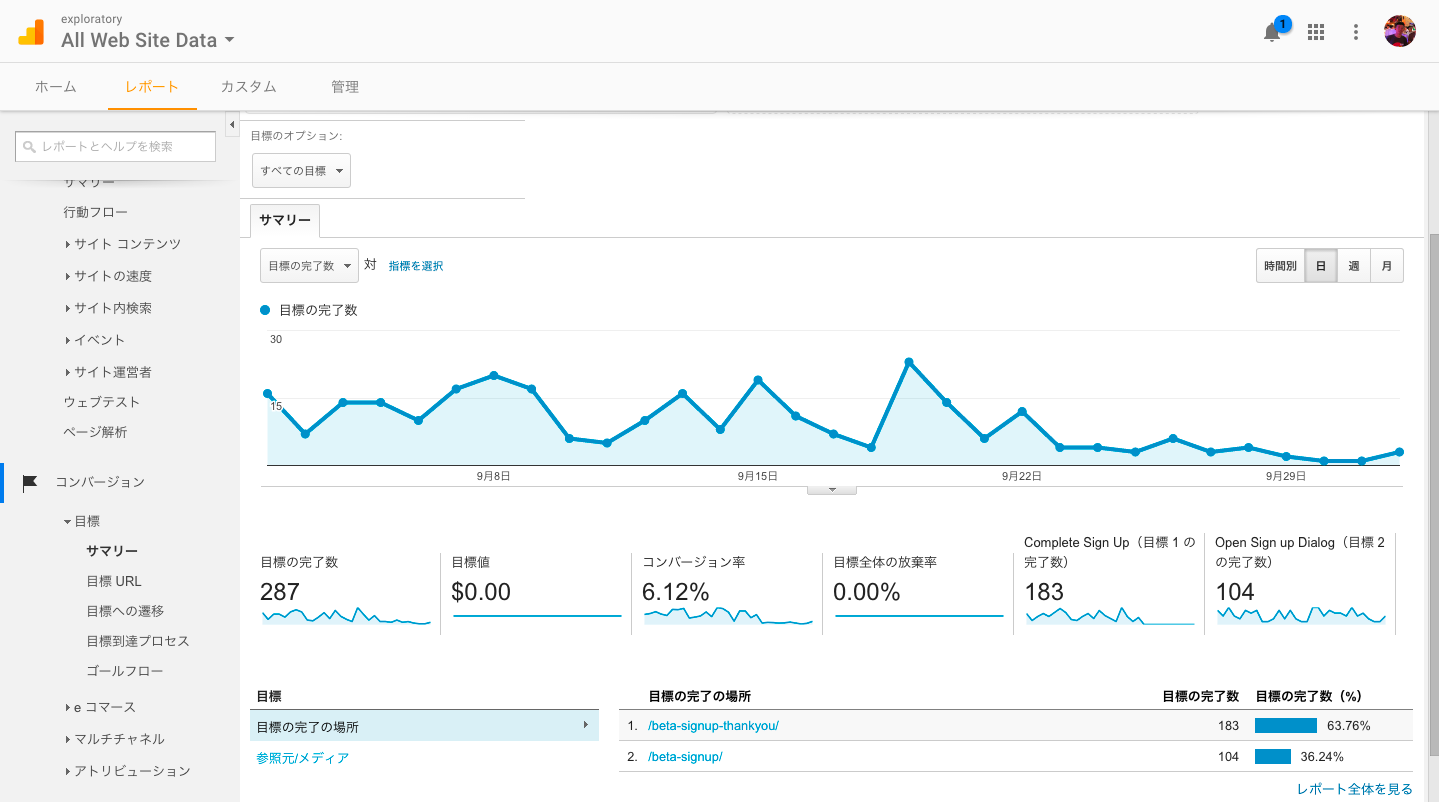 exploratory
All Web Site Data
1
ホーム
レポート
カスタム
管理
レポートとヘルプを検索
サマリー
行動フロー
サイト コンテンツ
サイトの速度
サイト内検索
イベント
サイト運営者
ウェブテスト
ページ解析
コンバージョン
目標
サマリー
目標 URL
目標への遷移
目標到達プロセス
ゴールフロー
e コマース
マルチチャネル
アトリビューション
目標のオプション:
すべての目標
サマリー
目標の完了数 対 指標を選択
時間別 日 週 月
目標の完了数
30
15
9月8日 9月15日 9月22日 9月29日
目標の完了数
287
目標値
$0.00
コンバージョン率
6.12%
目標全体の放棄率
0.00%
Complete Sign Up（目標 1 の
完了数）
183
Open Sign up Dialog（目標 2
の完了数）
104
目標
目標の完了の場所
参照元/メディア
目標の完了の場所 目標の完了数 目標の完了数（%）
1. /beta-signup-thankyou/ 183 63.76%
2. /beta-signup/ 104 36.24%
レポート全体を見る